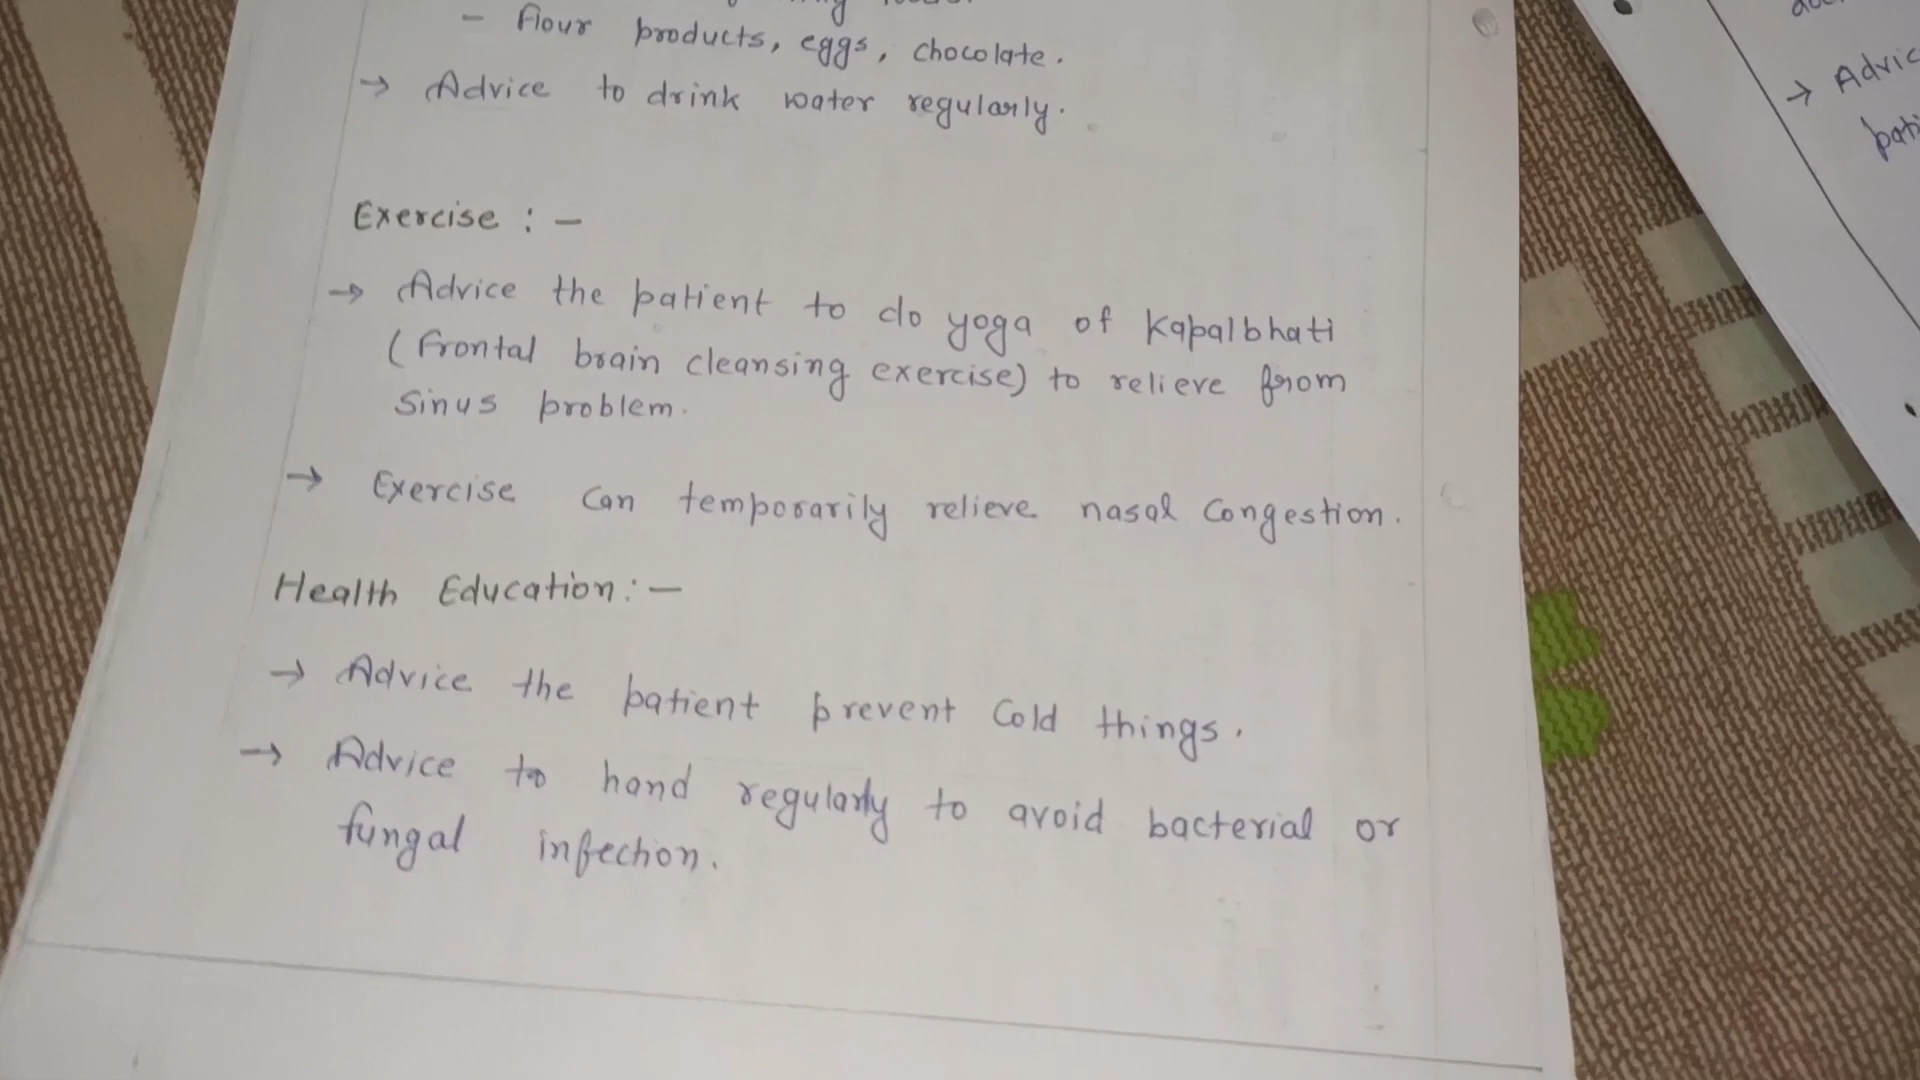 - flour products, eggs, chocolate.
→ Advice to drink water regularly.
Exercise : -
→ Advice the patient to do yoga of Kapalbhati
(frontal brain cleansing exercise) to relieve from
Sinus problem.
→ Exercise can temporarily relieve nasal congestion.
Health Education : -
→ Advice the patient prevent cold things.
→ Advice to hand regularly to avoid bacterial or
fungal infection.
→ Advic
pati